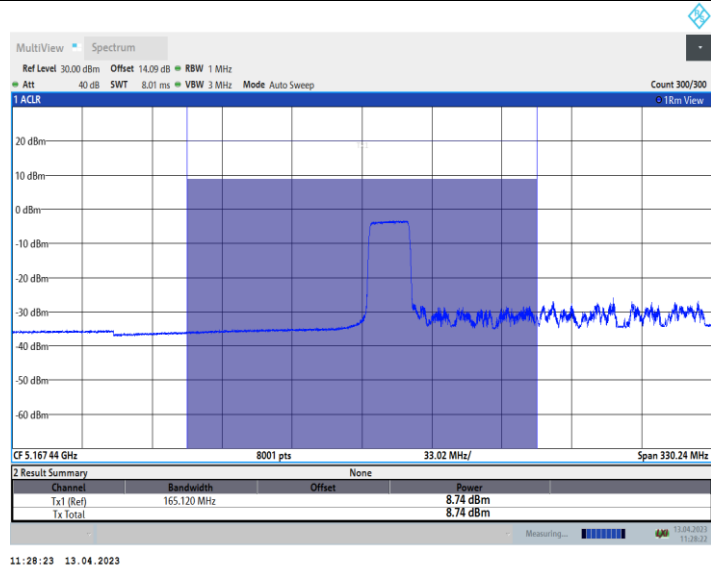 R&S
MultiView Spectrum
Ref Level 30.00 dBm Offset 14.09 dB RBW 1 MHz
Att 40 dB SWT 8.01 ms VBW 3 MHz Mode Auto Sweep Count 300/300
1 ACLR 1Rm View
20 dBm
10 dBm
0 dBm
-10 dBm
-20 dBm
-30 dBm
-40 dBm
-50 dBm
-60 dBm
CF 5.167 44 GHz 8001 pts 33.02 MHz/ Span 330.24 MHz
2 Result Summary None
Channel Bandwidth Offset Power
Tx1 (Ref) 165.120 MHz 8.74 dBm
Tx Total 8.74 dBm
Measuring... 13.04.2023
11:28:22
11:28:23 13.04.2023